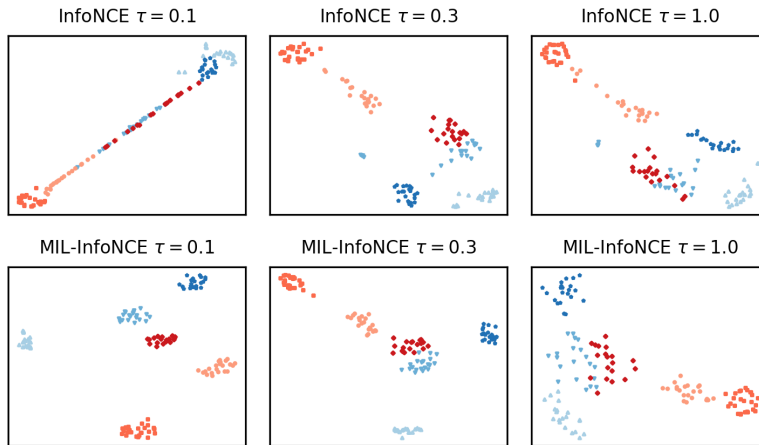 InfoNCE τ = 0.1
InfoNCE τ = 0.3
InfoNCE τ = 1.0
MIL-InfoNCE τ = 0.1
MIL-InfoNCE τ = 0.3
MIL-InfoNCE τ = 1.0